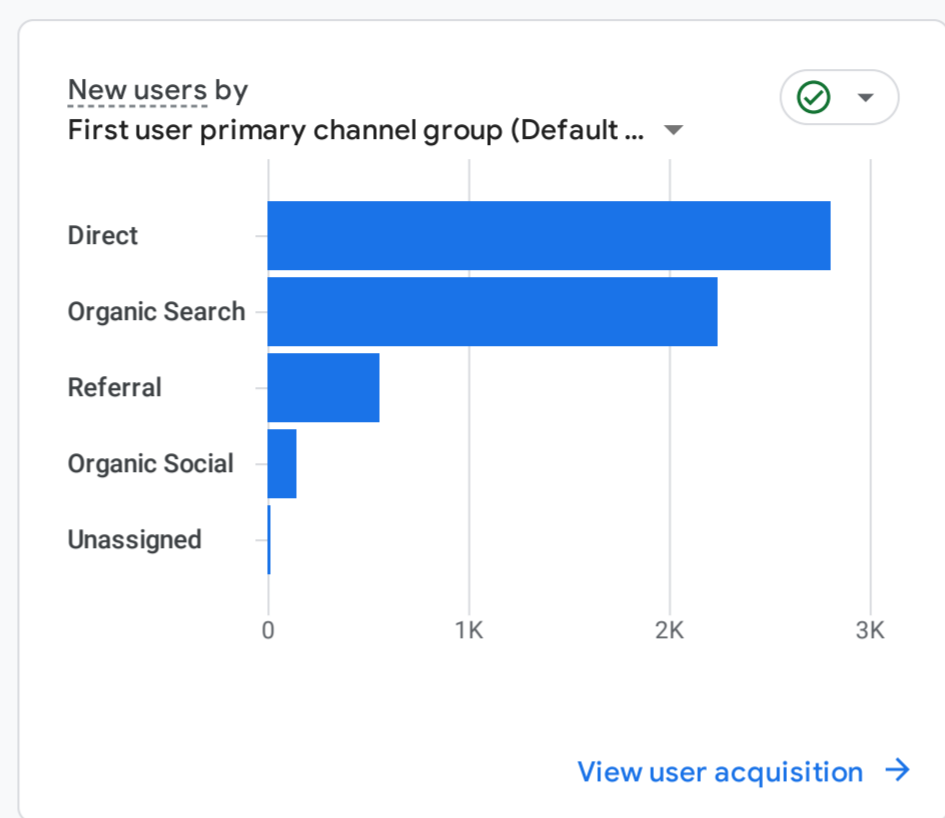 New users by
First user primary channel group (Default ...
Direct
Organic Search
Referral
Organic Social
Unassigned
0 1K 2K 3K
View user acquisition